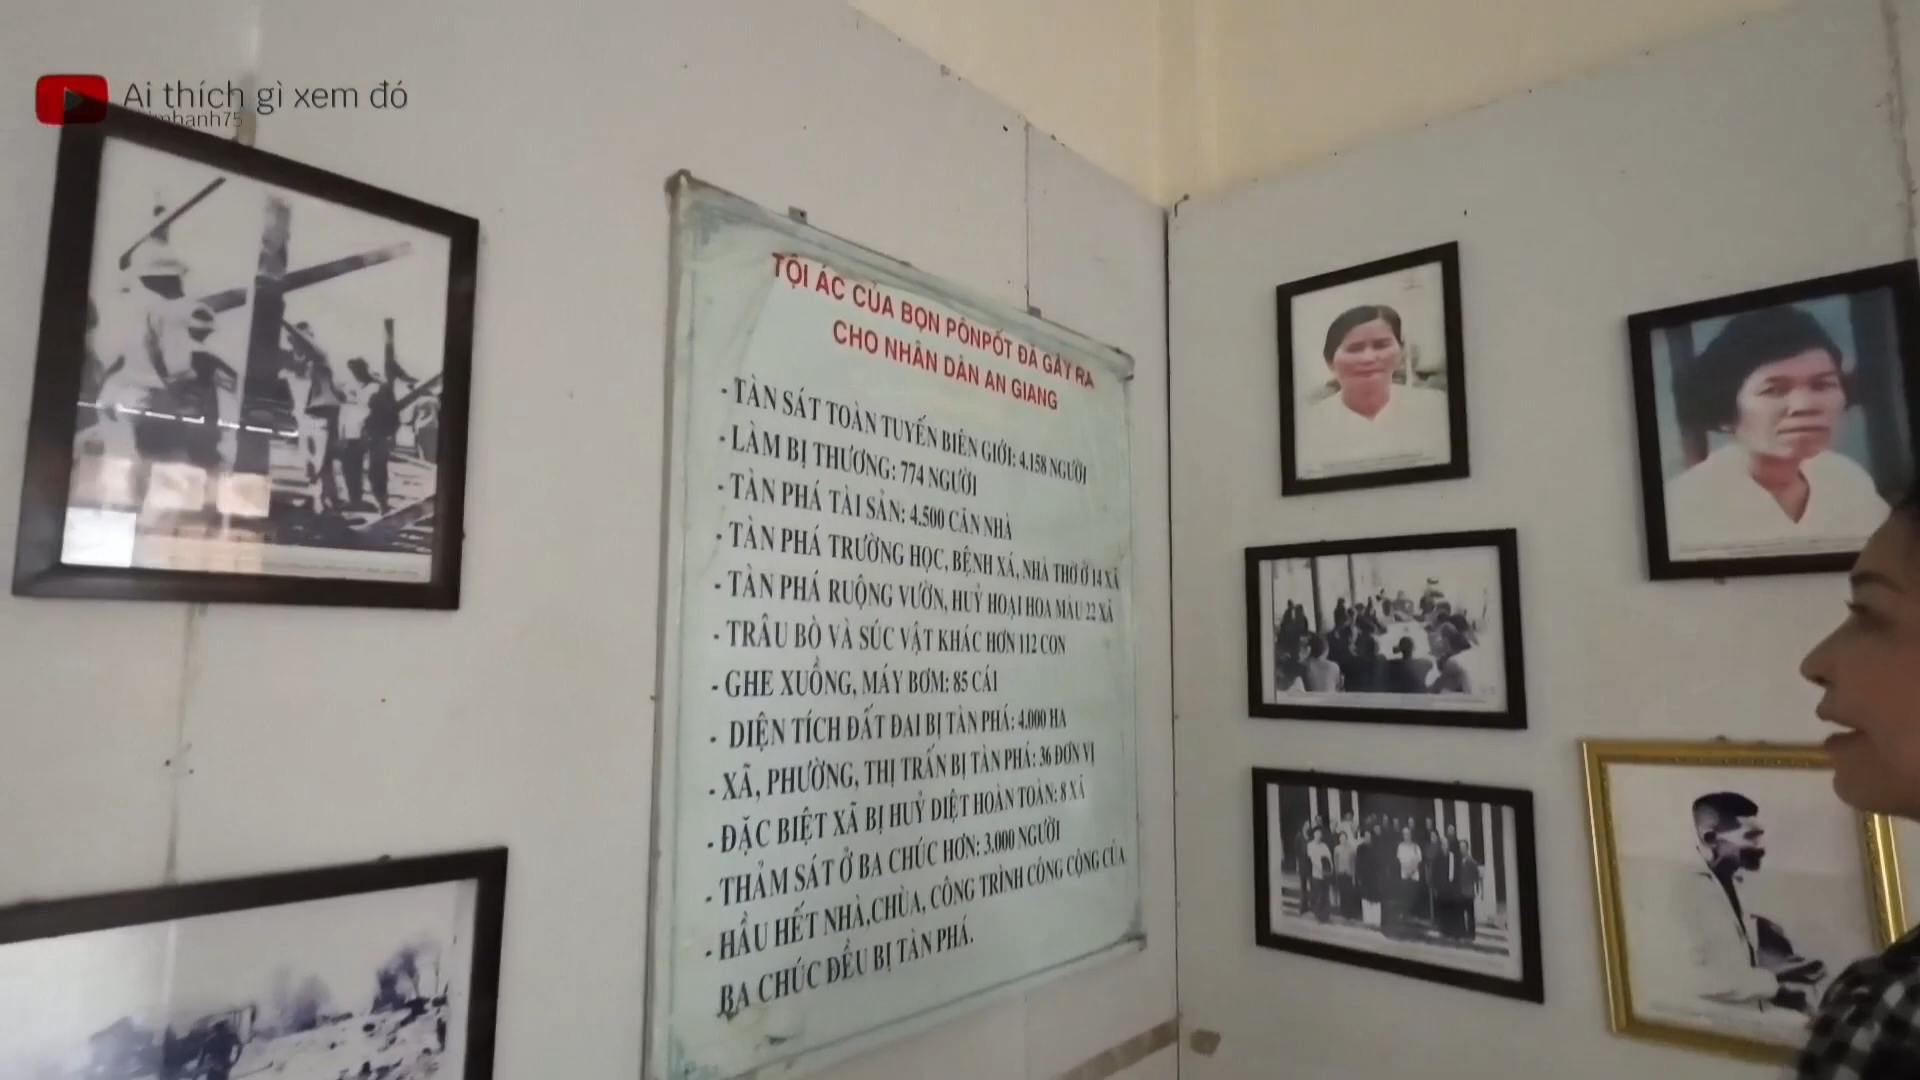 Ai thích gì xem đó
TỘI ÁC CỦA BỌN PÔNPỐT ĐÃ GÂY RA
CHO NHÂN DÂN AN GIANG
- TÀN SÁT TOÀN TUYẾN BIÊN GIỚI: 4.158 NGƯỜI
- LÀM BỊ THƯƠNG: 774 NGƯỜI
- TÀN PHÁ TÀI SẢN: 4.500 CĂN NHÀ
- TÀN PHÁ TRƯỜNG HỌC, BỆNH XÁ, NHÀ THỜ Ở 14 XÃ
- TÀN PHÁ RUỘNG VƯỜN, HUỶ HOẠI HOA MÀU 22 XÃ
- TRÂU BÒ VÀ SÚC VẬT KHÁC HƠN 112 CON
- GHE XUỒNG, MÁY BƠM: 85 CÁI
- DIỆN TÍCH ĐẤT ĐAI BỊ TÀN PHÁ: 4.000 HA
- XÃ, PHƯỜNG, THỊ TRẤN BỊ TÀN PHÁ: 36 ĐƠN VỊ
- ĐẶC BIỆT XÃ BỊ HUỶ DIỆT HOÀN TOÀN: 8 XÃ
- THẢM SÁT Ở BA CHÚC HƠN: 3.000 NGƯỜI
- HẦU HẾT NHÀ,CHÙA, CÔNG TRÌNH CÔNG CỘNG CỦA
BA CHÚC ĐỀU BỊ TÀN PHÁ.